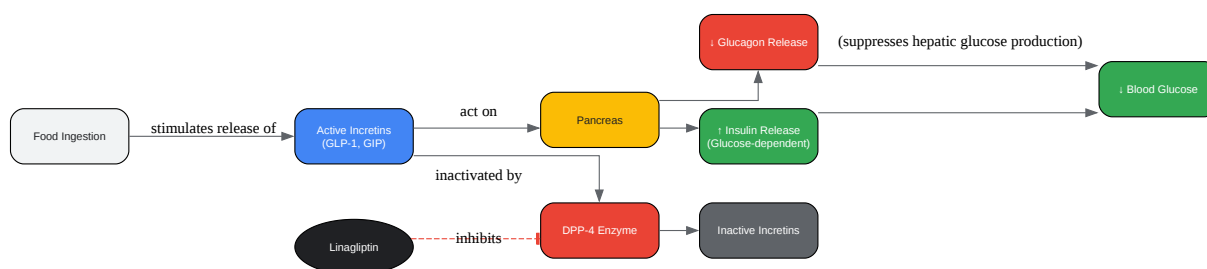 ↓ Glucagon Release
(suppresses hepatic glucose production)
↓ Blood Glucose
Food Ingestion
stimulates release of
Active Incretins
(GLP-1, GIP)
act on
Pancreas
↑ Insulin Release
(Glucose-dependent)
inactivated by
Linagliptin
inhibits
DPP-4 Enzyme
Inactive Incretins